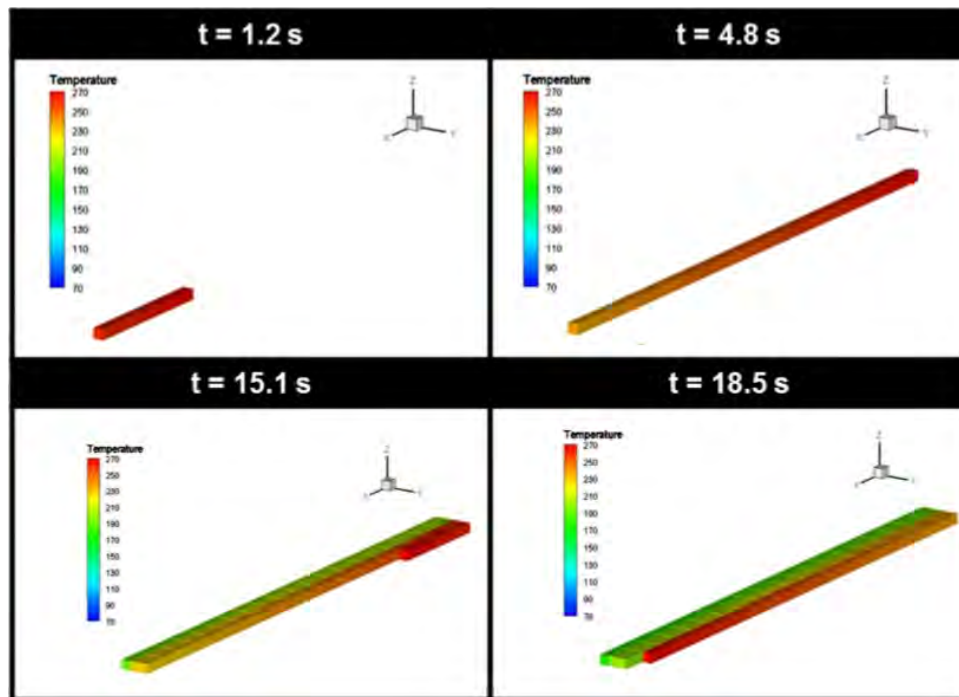 t = 1.2 s
t = 4.8 s
Temperature
270
250
230
210
190
170
150
130
110
90
70
Z
X
Y
Temperature
270
250
230
210
190
170
150
130
110
90
70
Z
X
Y
t = 15.1 s
t = 18.5 s
Temperature
270
250
230
210
190
170
150
130
110
90
70
Z
Temperature
270
250
230
210
190
170
150
130
110
90
70
Z